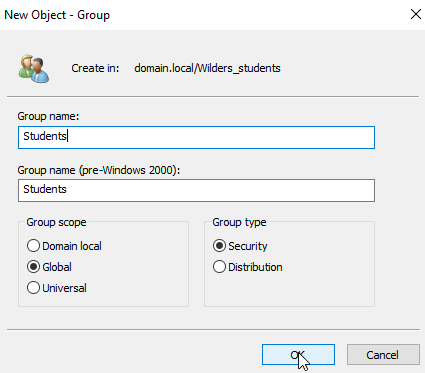 New Object - Group
Create in: domain.local/Wilders_students
Group name:
Students
Group name (pre-Windows 2000):
Students
Group scope
Domain local
Global
Universal
Group type
Security
Distribution
OK
Cancel